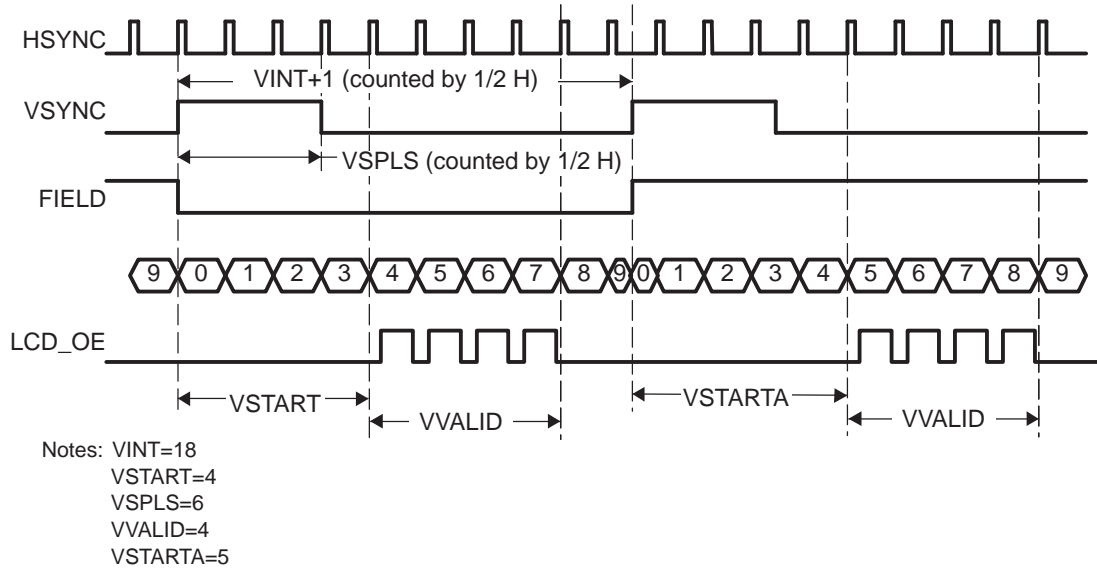 HSYNC
VINT+1 (counted by 1/2 H)
VSYNC
VSPLS (counted by 1/2 H)
FIELD
9 0 1 2 3 4 5 6 7 8 9 0 1 2 3 4 5 6 7 8 9
LCD_OE
VSTART
VSTARTA
VVALID
VVALID
Notes: VINT=18
VSTART=4
VSPLS=6
VVALID=4
VSTARTA=5